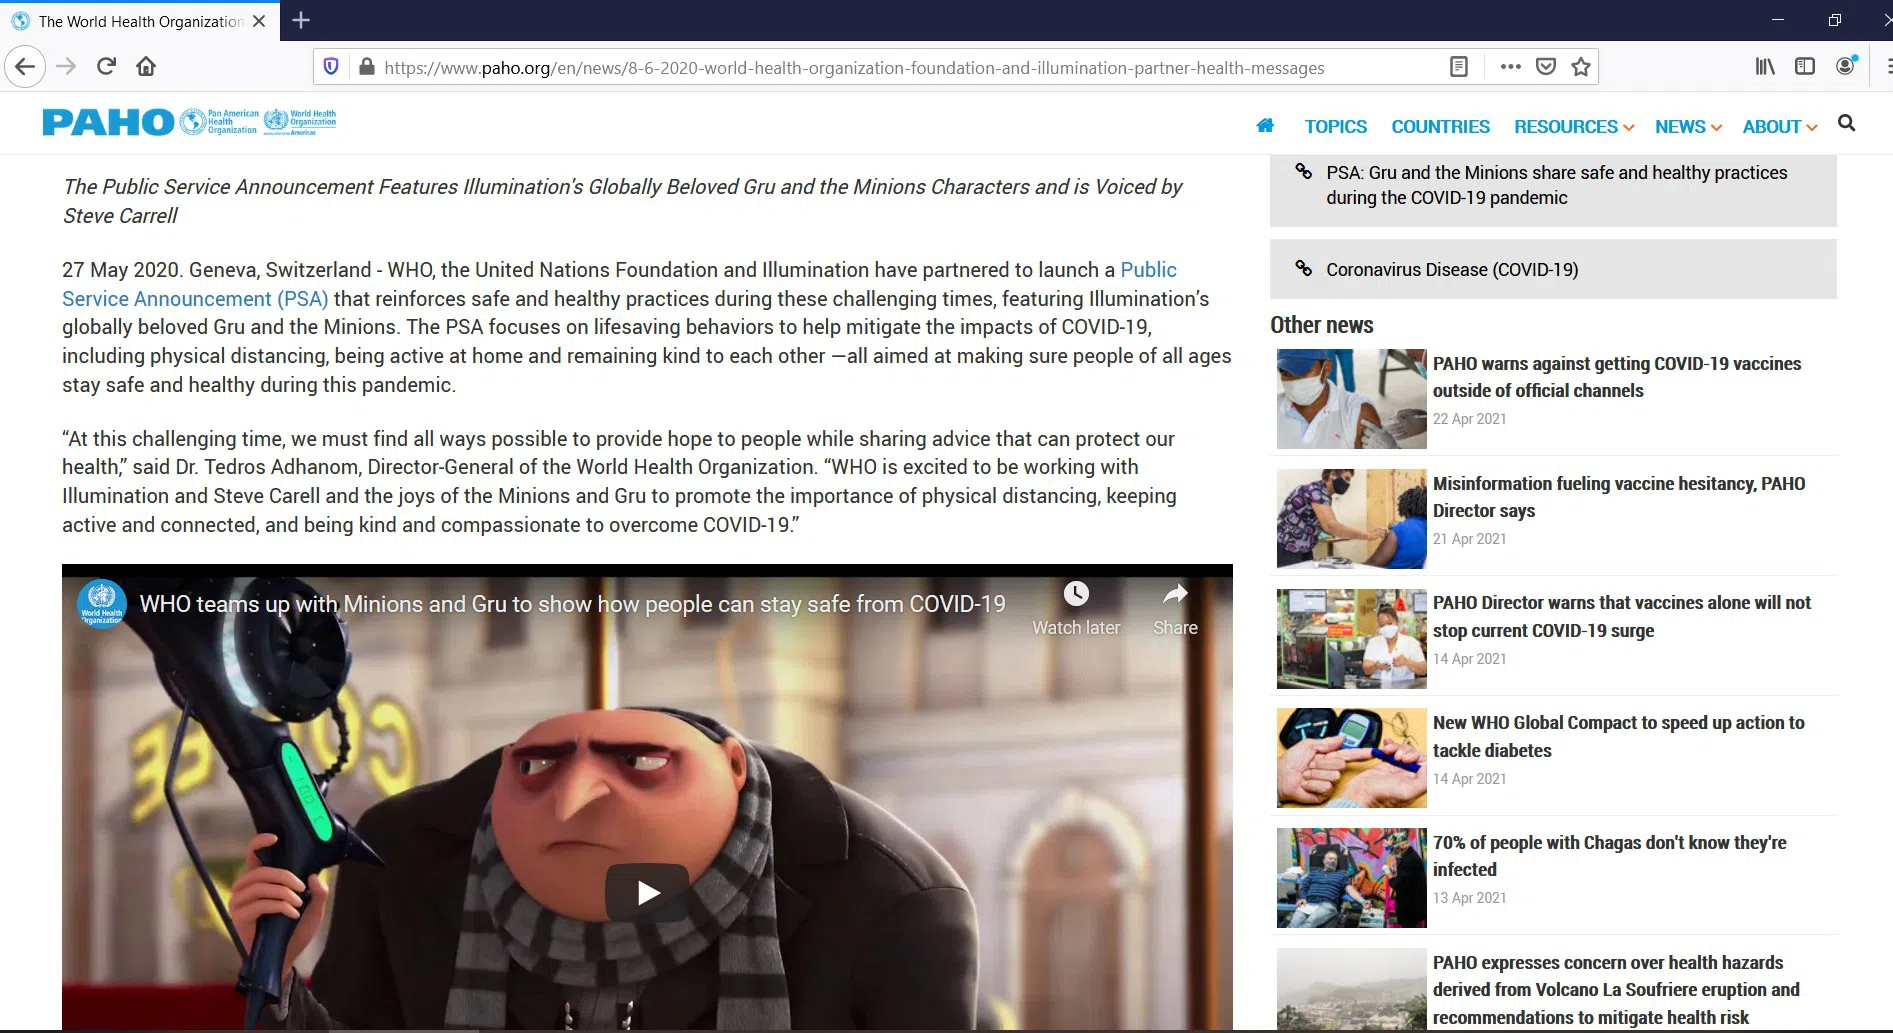 The World Health Organization
https://www.paho.org/en/news/8-6-2020-world-health-organization-foundation-and-illumination-partner-health-messages
PAHO
Pan American
Health
Organization
World Health
Organization
Americas
TOPICS
COUNTRIES
RESOURCES
NEWS
ABOUT
The Public Service Announcement Features Illumination's Globally Beloved Gru and the Minions Characters and is Voiced by
Steve Carrell
27 May 2020. Geneva, Switzerland - WHO, the United Nations Foundation and Illumination have partnered to launch a Public
Service Announcement (PSA) that reinforces safe and healthy practices during these challenging times, featuring Illumination's
globally beloved Gru and the Minions. The PSA focuses on lifesaving behaviors to help mitigate the impacts of COVID-19,
including physical distancing, being active at home and remaining kind to each other —all aimed at making sure people of all ages
stay safe and healthy during this pandemic.
“At this challenging time, we must find all ways possible to provide hope to people while sharing advice that can protect our
health,” said Dr. Tedros Adhanom, Director-General of the World Health Organization. “WHO is excited to be working with
Illumination and Steve Carell and the joys of the Minions and Gru to promote the importance of physical distancing, keeping
active and connected, and being kind and compassionate to overcome COVID-19.”
World Health
Organization
WHO teams up with Minions and Gru to show how people can stay safe from COVID-19
Watch later
Share
PSA: Gru and the Minions share safe and healthy practices
during the COVID-19 pandemic
Coronavirus Disease (COVID-19)
Other news
PAHO warns against getting COVID-19 vaccines
outside of official channels
22 Apr 2021
Misinformation fueling vaccine hesitancy, PAHO
Director says
21 Apr 2021
PAHO Director warns that vaccines alone will not
stop current COVID-19 surge
14 Apr 2021
New WHO Global Compact to speed up action to
tackle diabetes
14 Apr 2021
70% of people with Chagas don't know they're
infected
13 Apr 2021
PAHO expresses concern over health hazards
derived from Volcano La Soufriere eruption and
recommendations to mitigate health risk